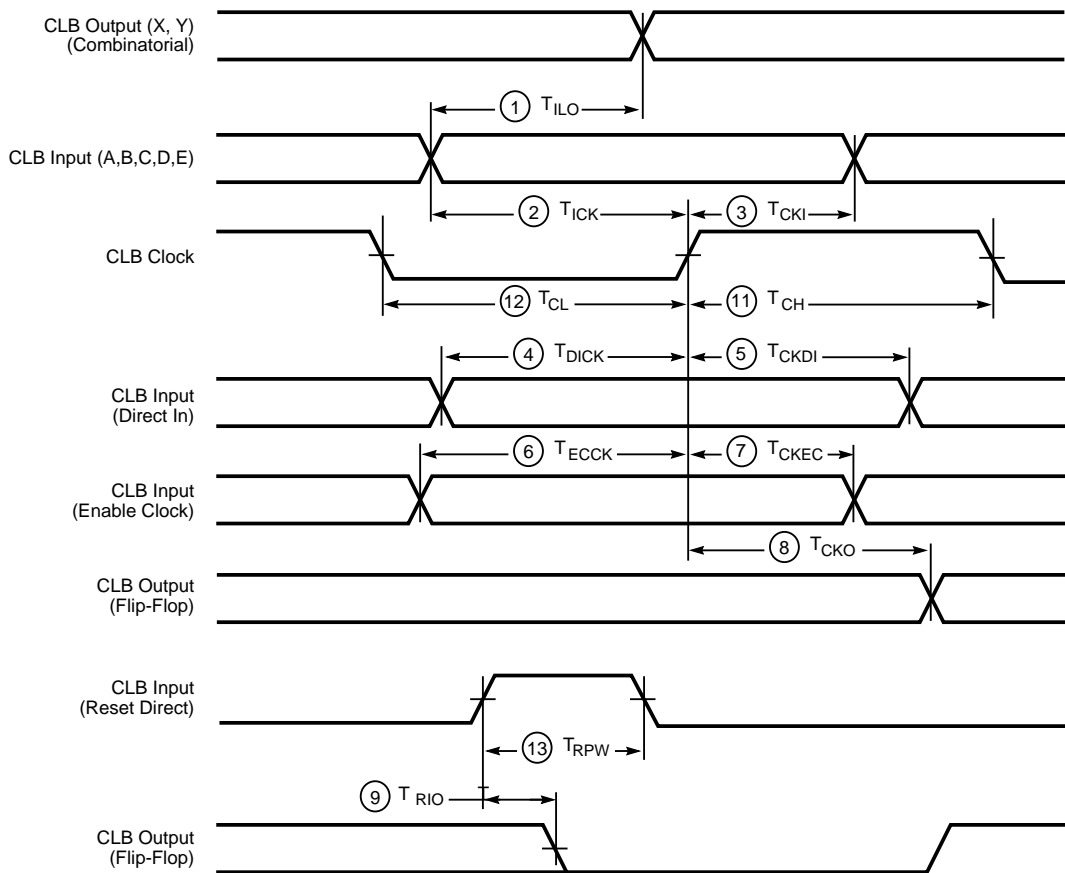 CLB Output (X, Y)
(Combinatorial)
1 TILO
CLB Input (A,B,C,D,E)
2 TICK
3 TCKI
CLB Clock
12 TCL
11 TCH
4 TDICK
5 TCKDI
CLB Input
(Direct In)
6 TECCK
7 TCKEC
CLB Input
(Enable Clock)
8 TCKO
CLB Output
(Flip-Flop)
CLB Input
(Reset Direct)
13 TRPW
9 T RIO
T
CLB Output
(Flip-Flop)